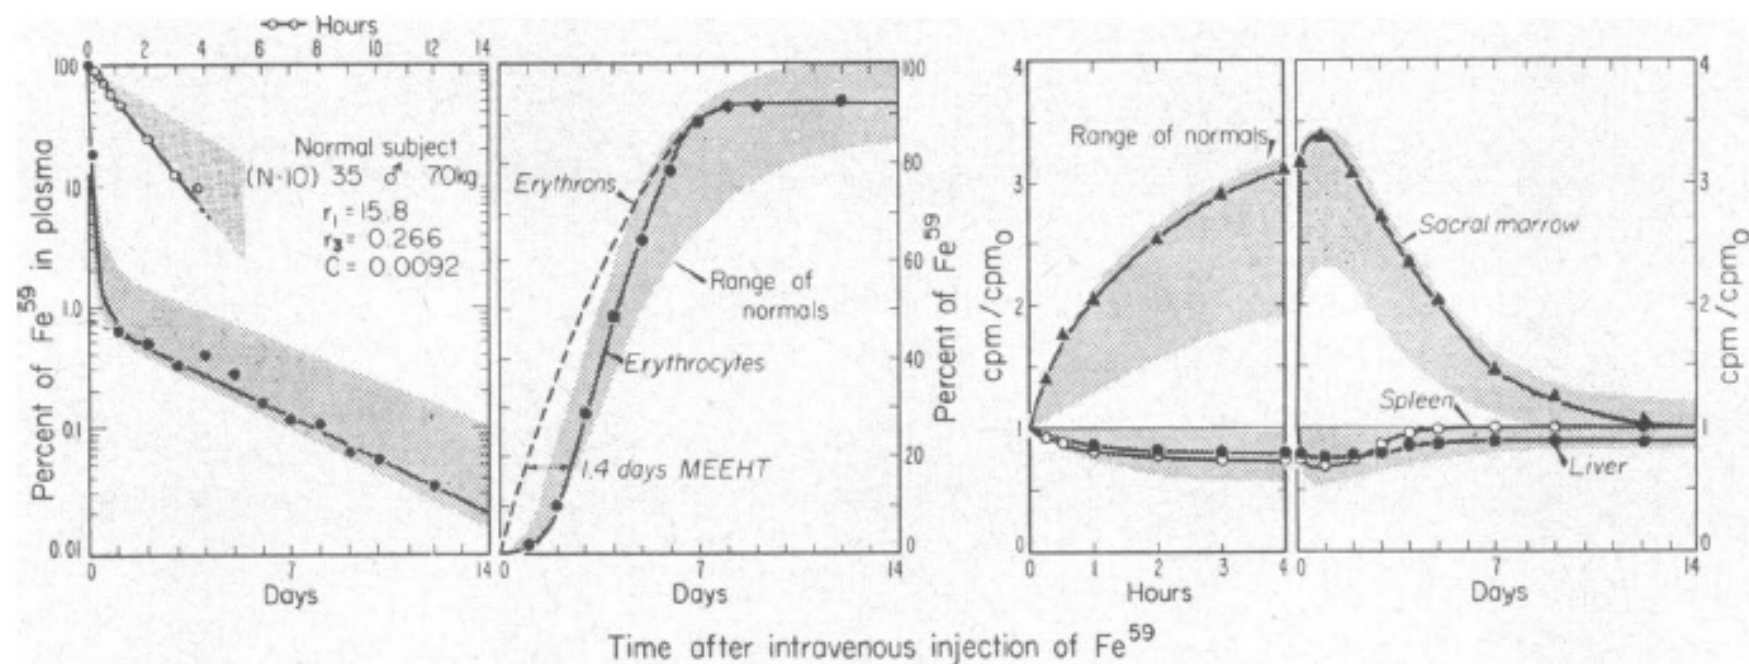 Hours
0 2 4 6 8 10 12 14
100
10
1.0
0.1
0.01
Percent of Fe59 in plasma
Normal subject
(N-10) 35 ♂ 70kg
r1 = 15.8
r3 = 0.266
C = 0.0092
0 7 14
Days
Erythrons
Range of
normals
Erythrocytes
1.4 days MEEHT
100
80
60
40
20
0
Percent of Fe59
7 14
Days
cpm/cpm0
4
3
2
1
0
Range of normals
0 1 2 3 4
Hours
Sacral marrow
Spleen
Liver
0 7 14
Days
4
3
2
1
0
cpm/cpm0
Time after intravenous injection of Fe59